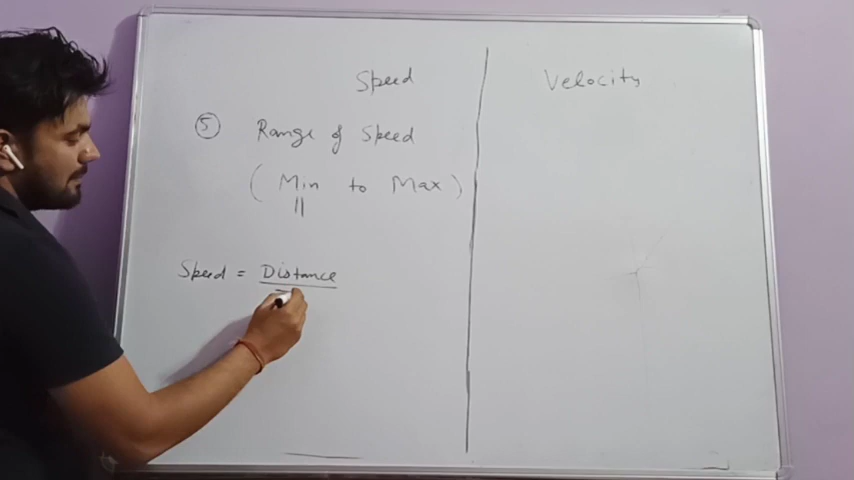 Speed
Velocity
⑤ Range of Speed
( Min to Max )
||
Speed = Distance